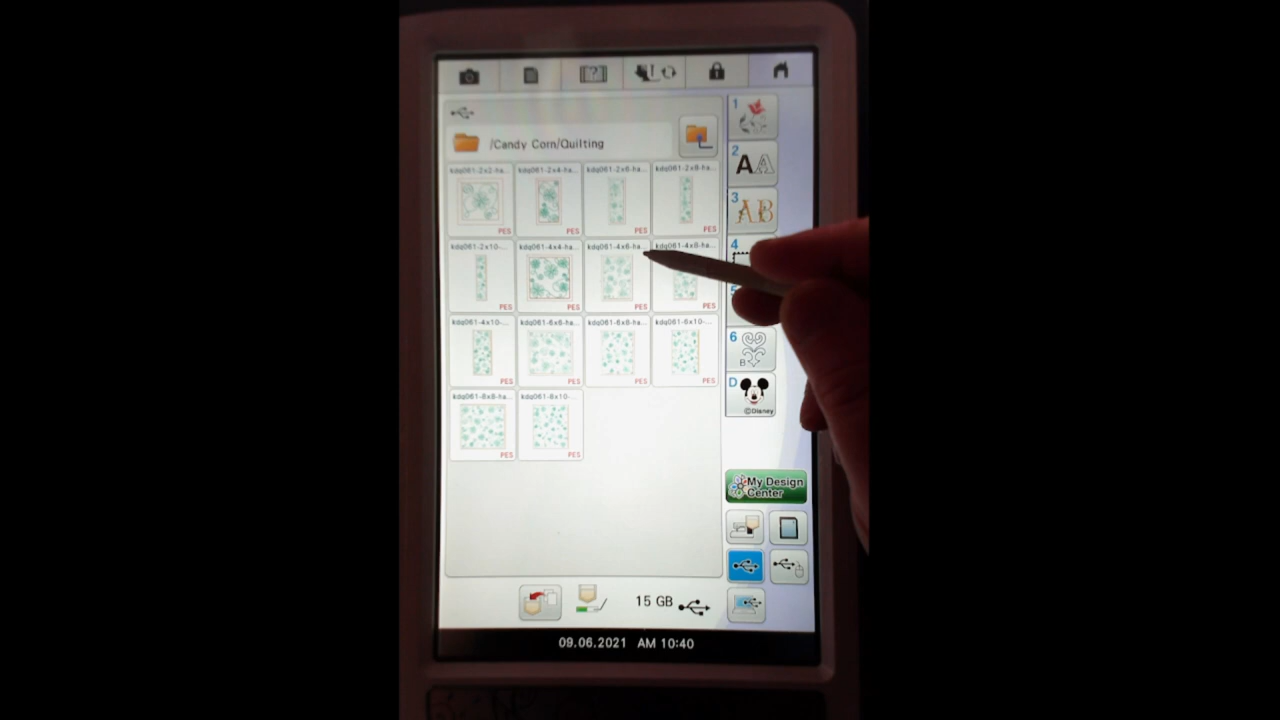 1
/Candy Corn/Quilting
2
AA
kdq061-2x2-ha... kdq061-2x4-ha... kdq061-2x6-ha... kdq061-2x8-ha...
PES PES PES PES
3
AB
kdq061-2x10-... kdq061-4x4-ha... kdq061-4x6-ha... kdq061-4x8-ha...
4
PES PES PES PES
kdq061-4x10-... kdq061-6x6-ha... kdq061-6x8-ha... kdq061-6x10-...
6
B
PES PES PES PES
D
©Disney
kdq061-8x8-ha... kdq061-8x10-...
PES PES
My Design
Center
15 GB
09.06.2021 AM 10:40